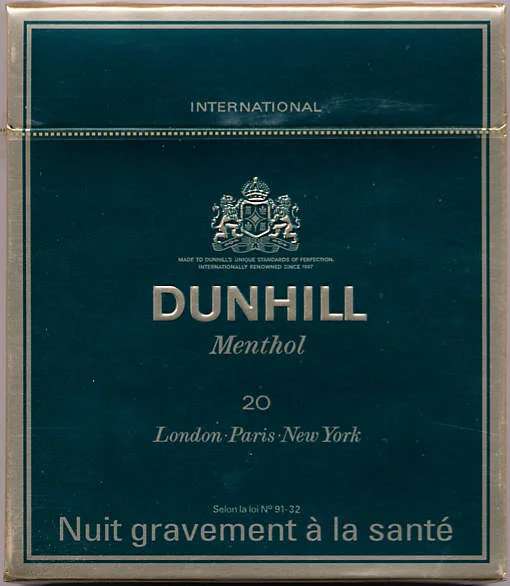 INTERNATIONAL
MADE TO DUNHILL'S UNIQUE STANDARDS OF PERFECTION.
INTERNATIONALLY RENOWNED SINCE 1907
DUNHILL
Menthol
20
London·Paris·New York
Selon la loi Nº 91-32
Nuit gravement à la santé